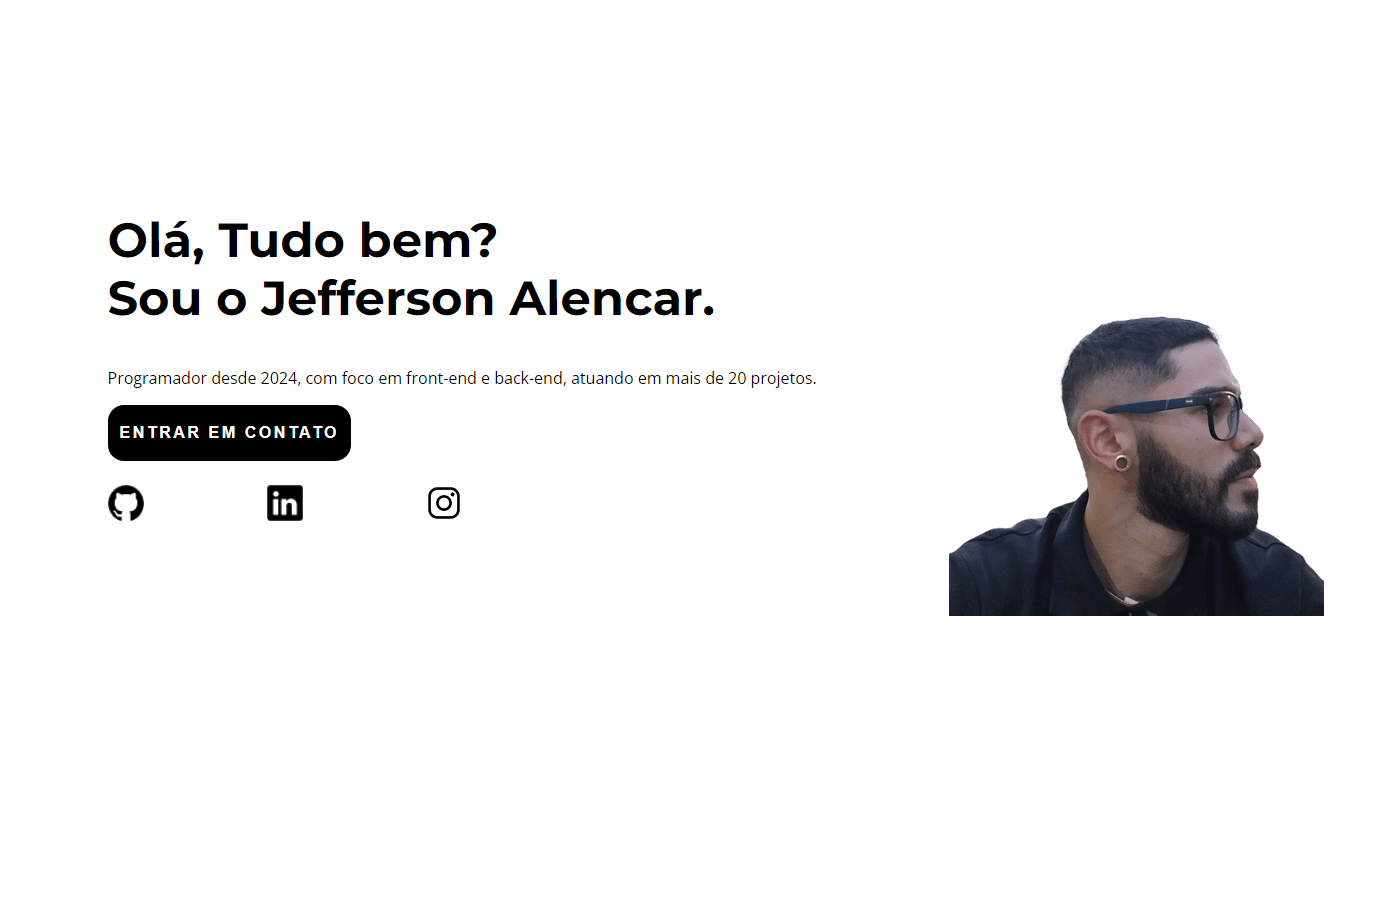 Olá, Tudo bem?
Sou o Jefferson Alencar.
Programador desde 2024, com foco em front-end e back-end, atuando em mais de 20 projetos.
ENTRAR EM CONTATO
in